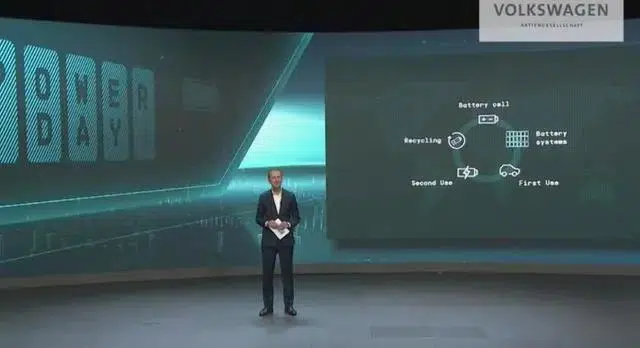 VOLKSWAGEN
AKTIENGESELLSCHAFT
POWER
DAY
Battery cell
Recycling
Battery
systems
Second Use
First Use